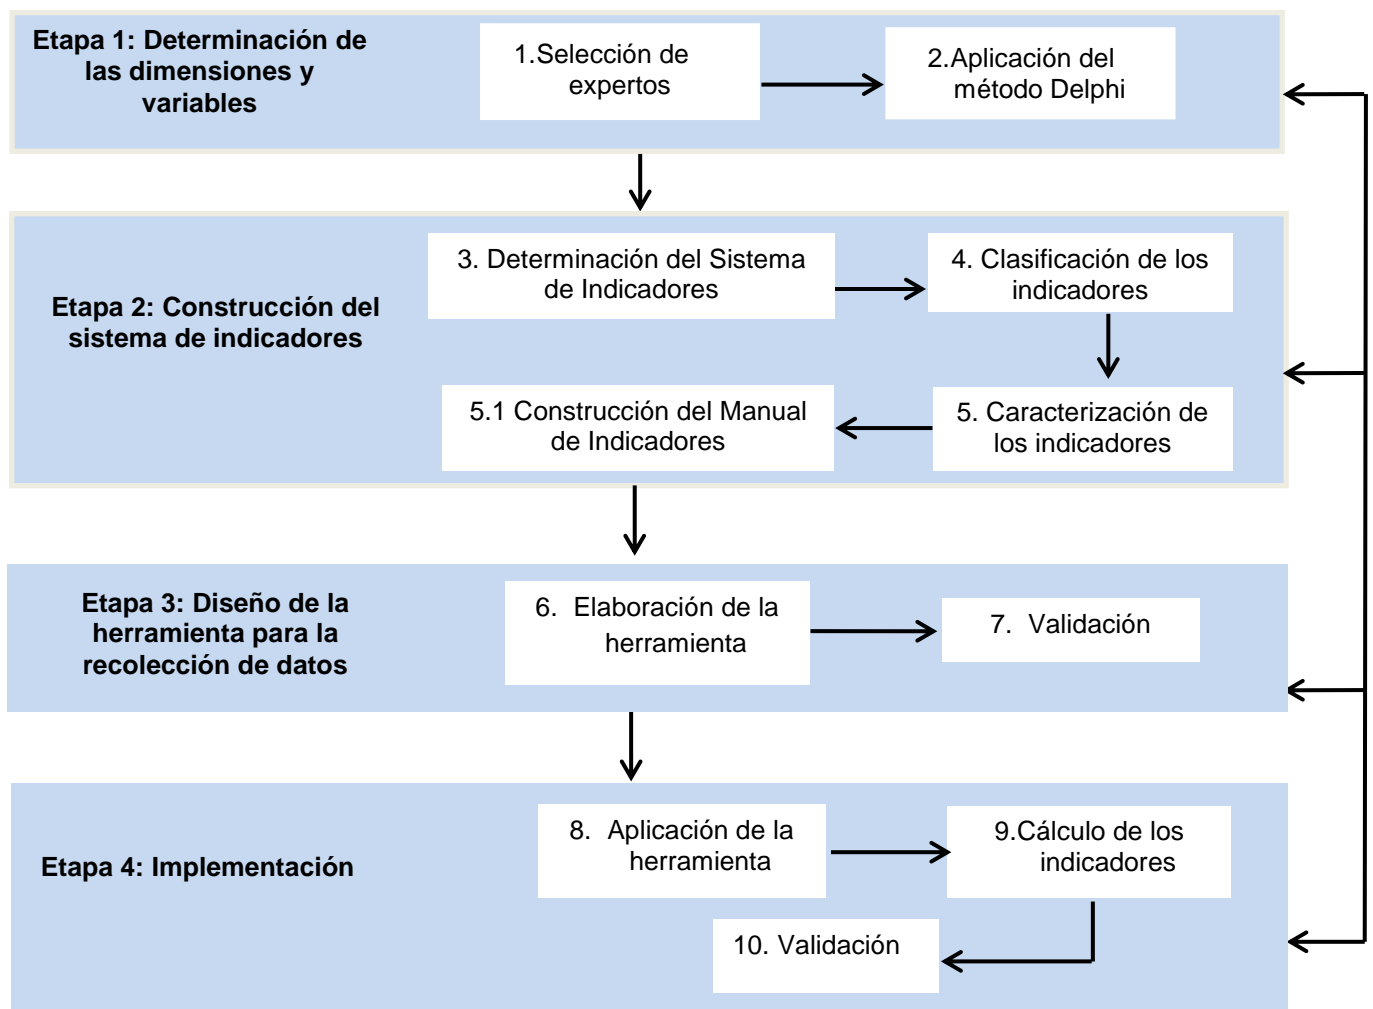 Etapa 1: Determinación de
las dimensiones y
variables
1.Selección de
expertos
2.Aplicación del
método Delphi
Etapa 2: Construcción del
sistema de indicadores
3. Determinación del Sistema
de Indicadores
4. Clasificación de los
indicadores
5. Caracterización de
los indicadores
5.1 Construcción del Manual
de Indicadores
Etapa 3: Diseño de la
herramienta para la
recolección de datos
6. Elaboración de la
herramienta
7. Validación
Etapa 4: Implementación
8. Aplicación de la
herramienta
9.Cálculo de los
indicadores
10. Validación